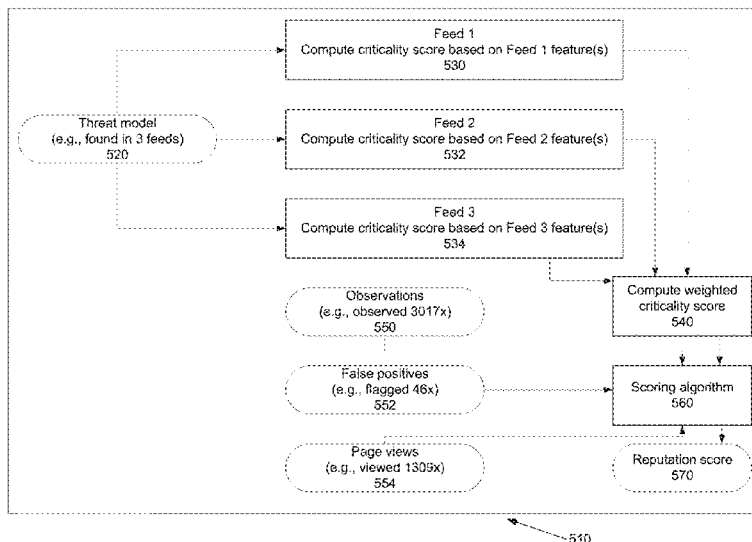 Feed 1
Compute criticality score based on Feed 1 feature(s)
530
Threat model
(e.g., found in 3 feeds)
520
Feed 2
Compute criticality score based on Feed 2 feature(s)
532
Feed 3
Compute criticality score based on Feed 3 feature(s)
534
Observations
(e.g., observed 3017x)
550
Compute weighted
criticality score
540
False positives
(e.g., flagged 46x)
552
Scoring algorithm
560
Page views
(e.g., viewed 1309x)
554
Reputation score
570
510